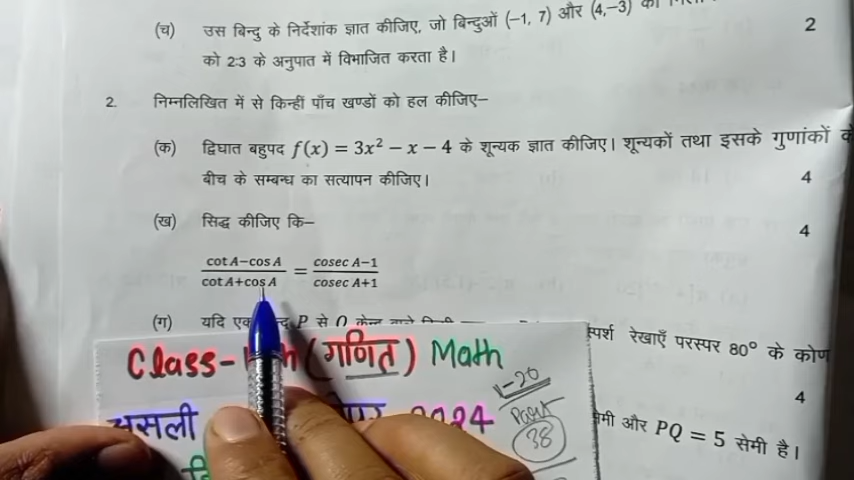 (च) उस बिन्दु के निर्देशांक ज्ञात कीजिए, जो बिन्दुओं (−1, 7) और (4,−3) को
2
को 2:3 के अनुपात में विभाजित करता है।
2. निम्नलिखित में से किन्हीं पाँच खण्डों को हल कीजिए–
(क) द्विघात बहुपद f(x) = 3x² − x − 4 के शून्यक ज्ञात कीजिए। शून्यकों तथा इसके गुणांकों
बीच के सम्बन्ध का सत्यापन कीजिए। 4
(ख) सिद्ध कीजिए कि– 4
cot A−cos A / cot A+cos A = cosec A−1 / cosec A+1
(ग) यदि एक P से O
स्पर्श रेखाएँ परस्पर 80° के कोण
Class- (गणित) Math
4
असली 2024
1-20
Part
38
और PQ = 5 सेमी है।